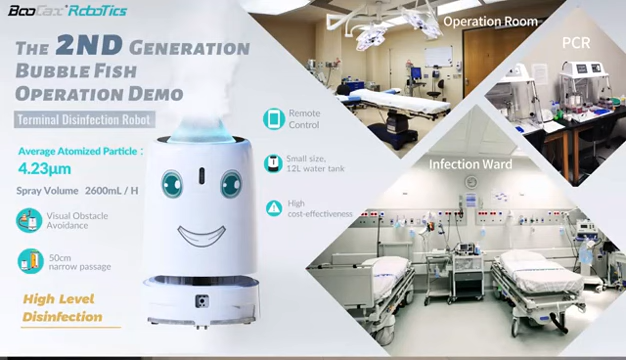 BooCax RoboTics
THE 2ND GENERATION
BUBBLE FISH
OPERATION DEMO
Terminal Disinfection Robot
Average Atomized Particle :
4.23μm
Spray Volume 2600mL / H
Visual Obstacle
Avoidance
50cm
narrow passage
High Level
Disinfection
Remote
Control
Small size,
12L water tank
High
cost-effectiveness
Operation Room
PCR
Infection Ward